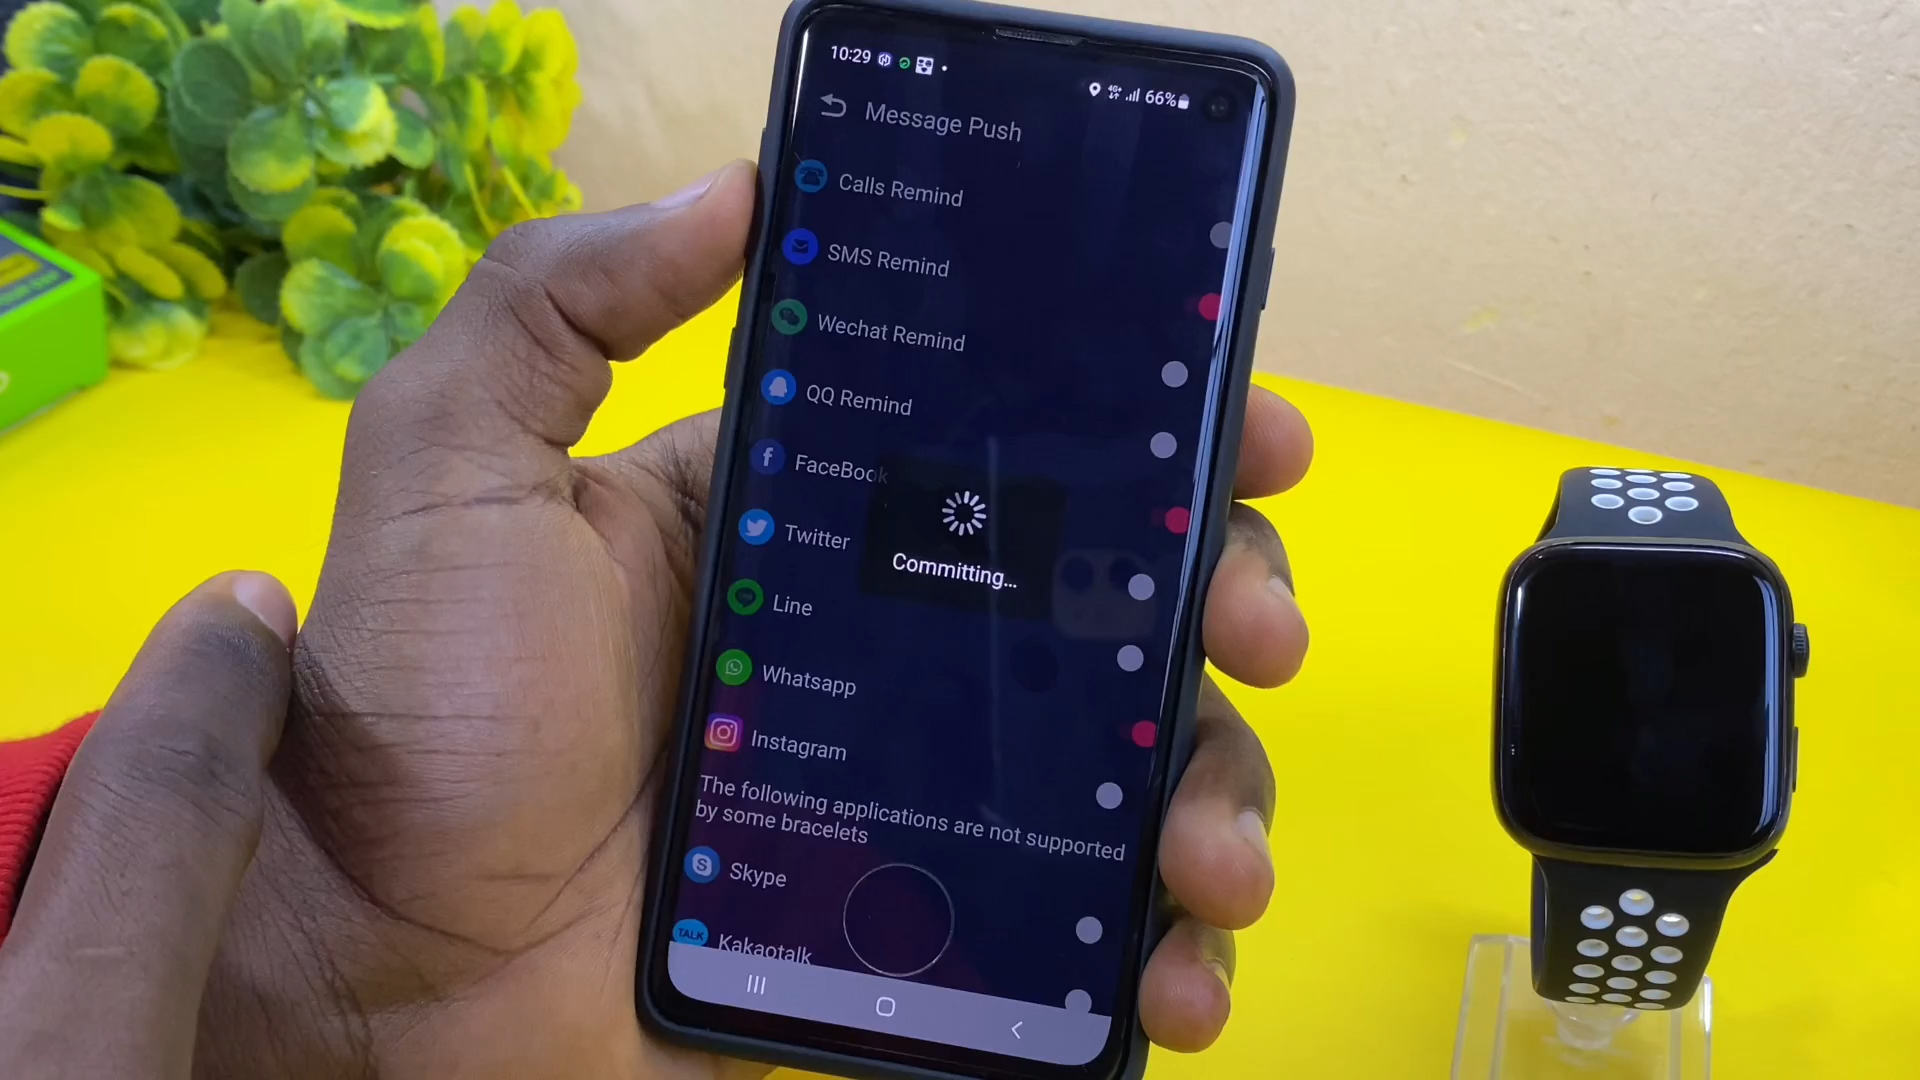 10:29
4G+ 66%
Message Push
Calls Remind
SMS Remind
Wechat Remind
QQ Remind
FaceBook
Twitter
Committing...
Line
Whatsapp
Instagram
The following applications are not supported
by some bracelets
Skype
TALK Kakaotalk